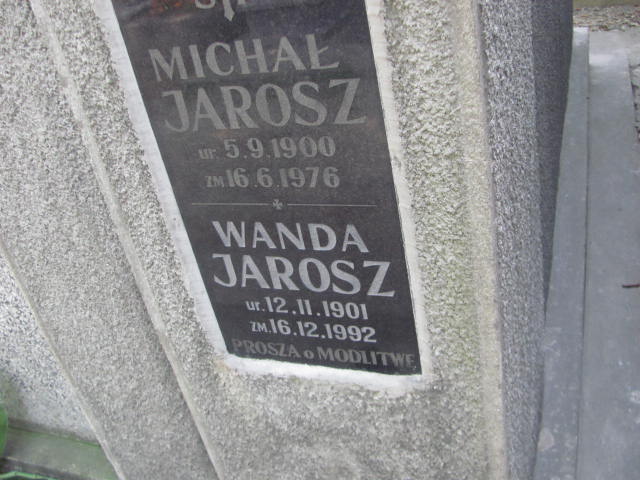 MICHAŁ
JAROSZ
ur 5.9.1900
ZM 16.6.1976
WANDA
JAROSZ
ur. 12.11.1901
ZM. 16.12.1992
PROSZA o MODLITWĘ